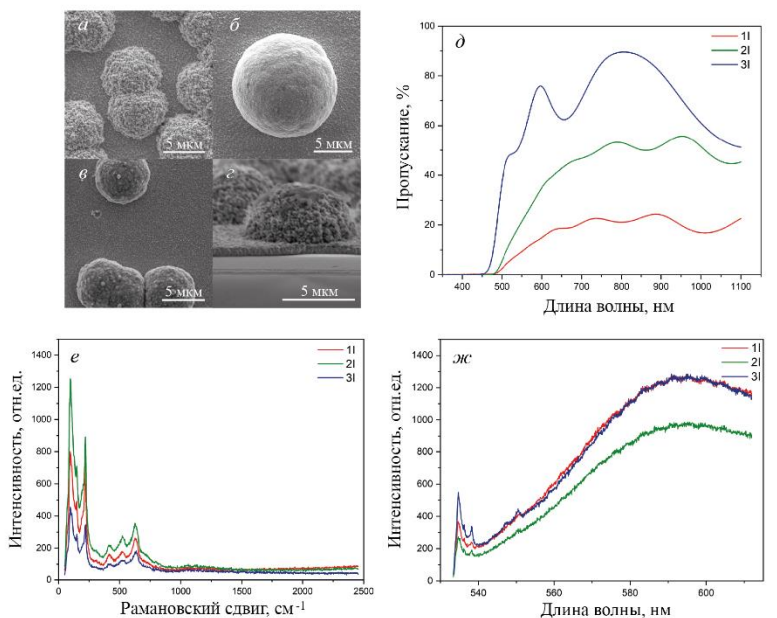 а
б
5 мкм
5 мкм
в
г
5 мкм
5 мкм
д
1I
2I
3I
Пропускание, %
100
80
60
40
20
0
400 500 600 700 800 900 1000 1100
Длина волны, нм
е
1I
2I
3I
Интенсивность, отн.ед.
1400
1200
1000
800
600
400
200
0
0 500 1000 1500 2000 2500
Рамановский сдвиг, см-1
ж
1I
2I
3I
Интенсивность, отн.ед.
1400
1200
1000
800
600
400
200
0
540 560 580 600
Длина волны, нм